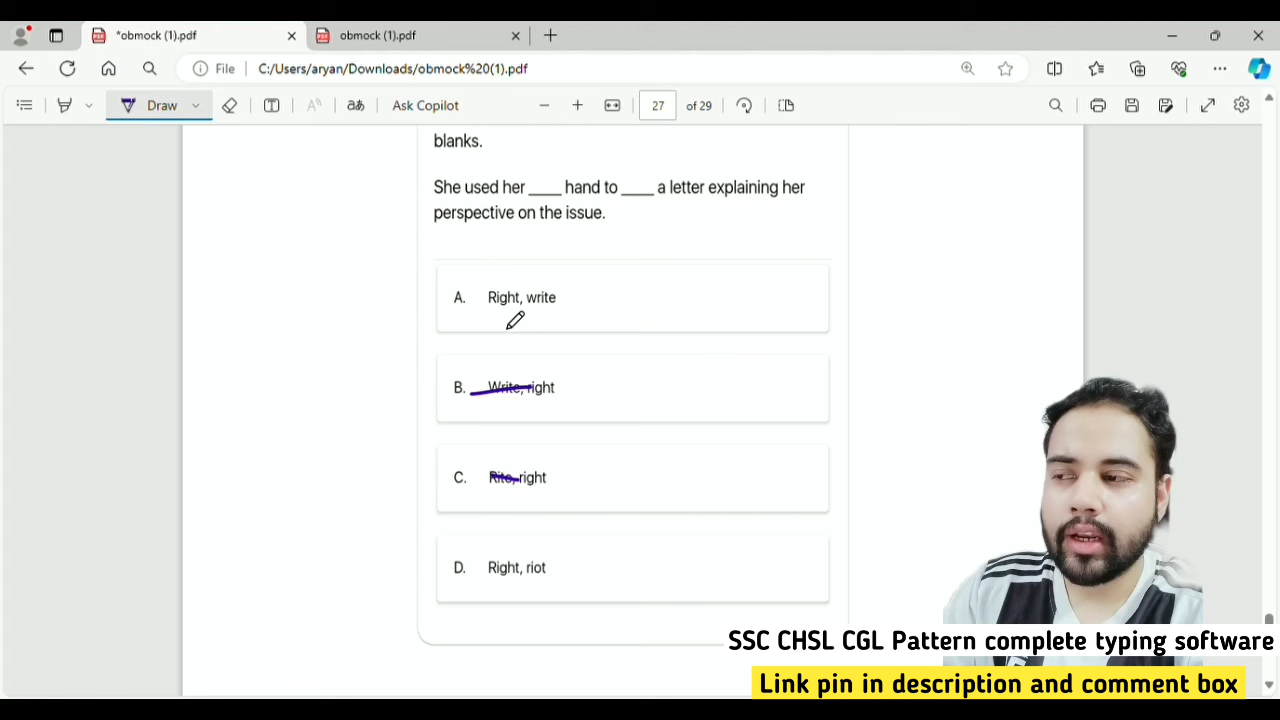 *obmock (1).pdf
obmock (1).pdf
File
C:/Users/aryan/Downloads/obmock%20(1).pdf
Draw
Ask Copilot
27 of 29
blanks.
She used her ____ hand to ____ a letter explaining her
perspective on the issue.
A. Right, write
B. Write, right
C. Rite, right
D. Right, riot
SSC CHSL CGL Pattern complete typing software
Link pin in description and comment box